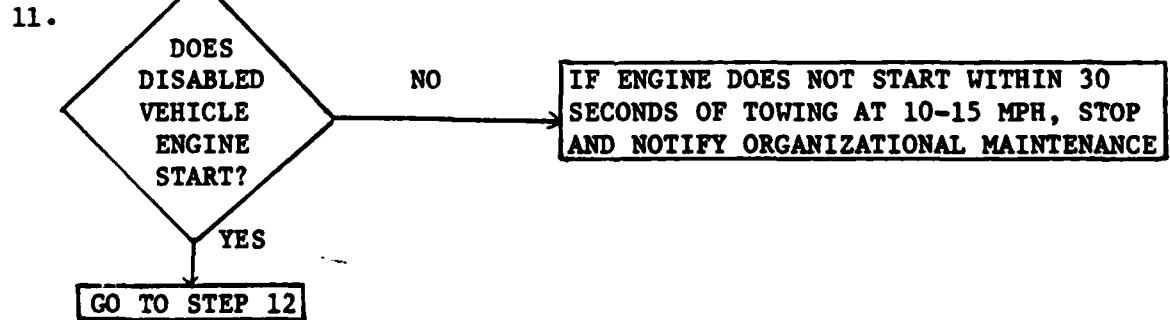 11.
DOES
DISABLED
VEHICLE
ENGINE
START?
NO
IF ENGINE DOES NOT START WITHIN 30
SECONDS OF TOWING AT 10-15 MPH, STOP
AND NOTIFY ORGANIZATIONAL MAINTENANCE
YES
GO TO STEP 12